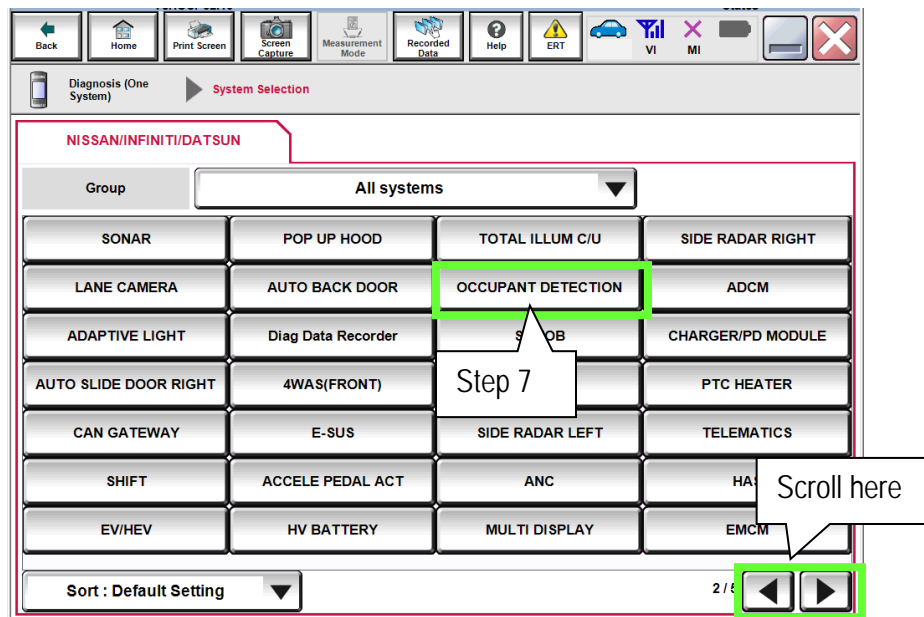 Back
Home
Print Screen
Screen
Capture
Measurement
Mode
Recorded
Data
Help
ERT
VI
MI
Diagnosis (One
System)
System Selection
NISSAN/INFINITI/DATSUN
Group
All systems
SONAR
POP UP HOOD
TOTAL ILLUM C/U
SIDE RADAR RIGHT
LANE CAMERA
AUTO BACK DOOR
OCCUPANT DETECTION
ADCM
ADAPTIVE LIGHT
Diag Data Recorder
CHARGER/PD MODULE
AUTO SLIDE DOOR RIGHT
4WAS(FRONT)
Step 7
PTC HEATER
CAN GATEWAY
E-SUS
SIDE RADAR LEFT
TELEMATICS
SHIFT
ACCELE PEDAL ACT
ANC
Scroll here
EV/HEV
HV BATTERY
MULTI DISPLAY
EMCM
Sort : Default Setting